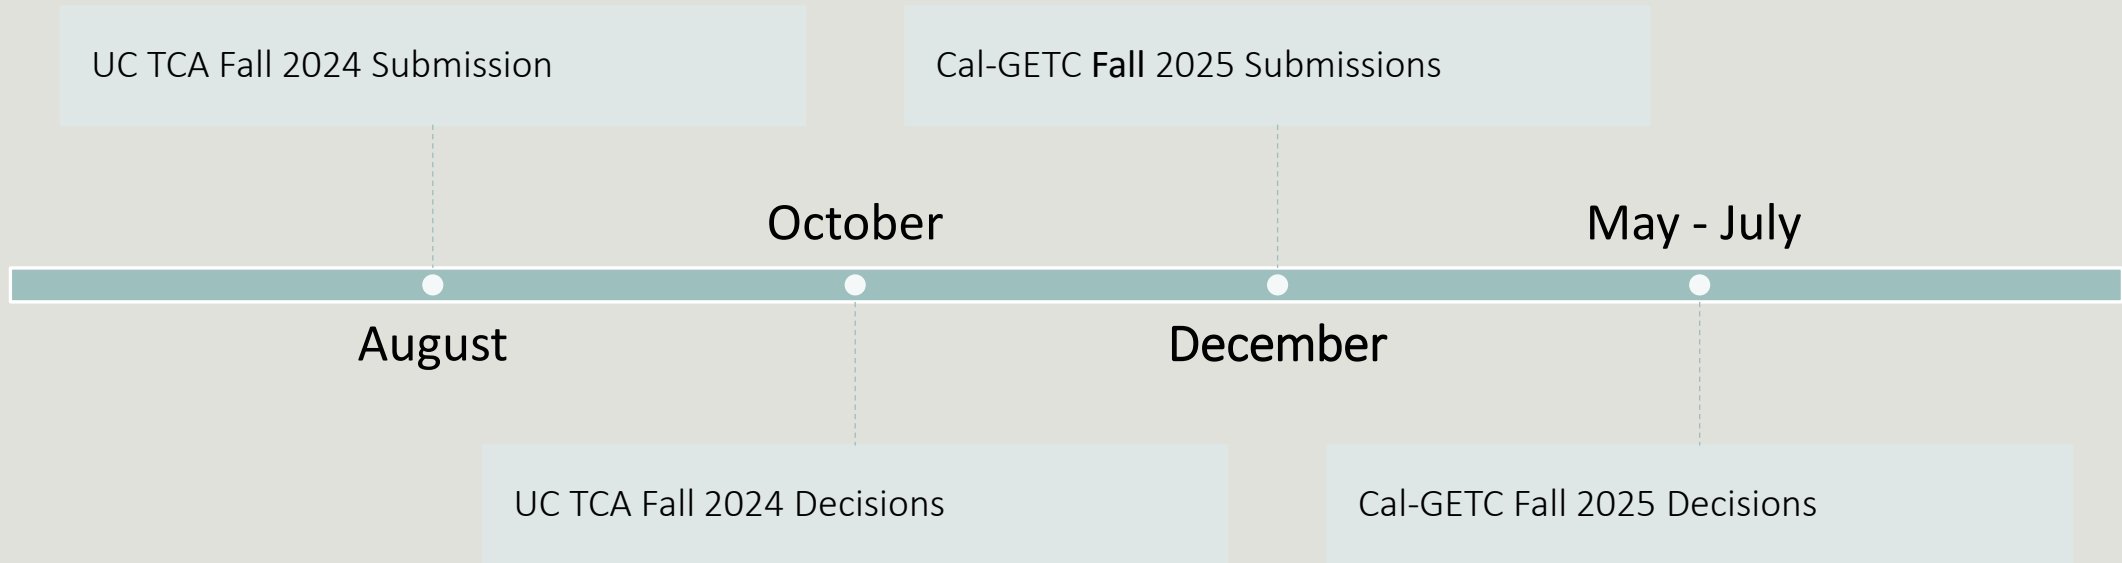 UC TCA Fall 2024 Submission
Cal-GETC Fall 2025 Submissions
October
May - July
August
December
UC TCA Fall 2024 Decisions
Cal-GETC Fall 2025 Decisions